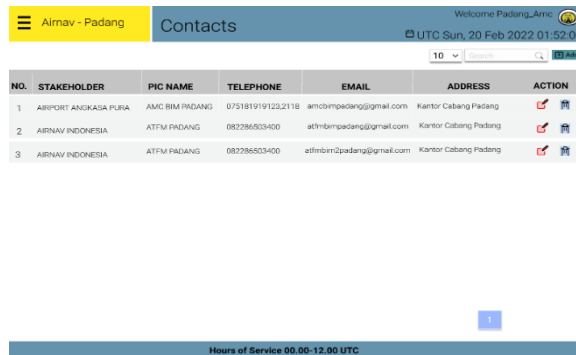 Airnav - Padang
Contacts
Welcome Padang_Amc
UTC Sun, 20 Feb 2022 01:52:0
10
Search
Ad
NO. STAKEHOLDER PIC NAME TELEPHONE EMAIL ADDRESS ACTION
1 AIRPORT ANGKASA PURA AMC BIM PADANG 075181919123,2118 amcbimpadang@gmail.com Kantor Cabang Padang
2 AIRNAV INDONESIA ATFM PADANG 082286503400 atfmbimpadang@gmail.com Kantor Cabang Padang
3 AIRNAV INDONESIA ATFM PADANG 082286503400 atfmbim2padang@gmail.com Kantor Cabang Padang
1
Hours of Service 00.00-12.00 UTC